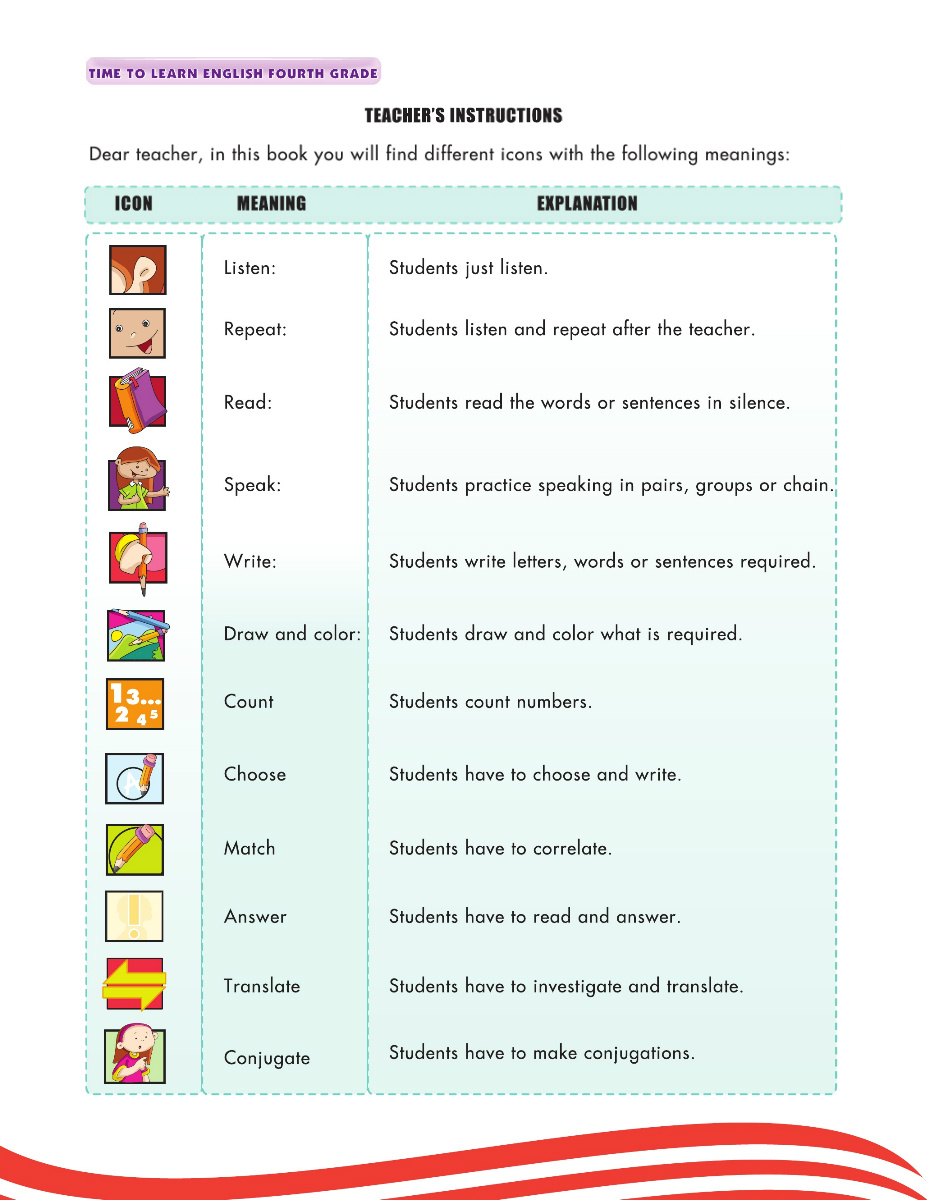 TIME TO LEARN ENGLISH FOURTH GRADE
TEACHER'S INSTRUCTIONS
Dear teacher, in this book you will find different icons with the following meanings:
ICON MEANING EXPLANATION
Listen: Students just listen.
Repeat: Students listen and repeat after the teacher.
Read: Students read the words or sentences in silence.
Speak: Students practice speaking in pairs, groups or chain.
Write: Students write letters, words or sentences required.
Draw and color: Students draw and color what is required.
1 3...
2 4 5
Count Students count numbers.
A
Choose Students have to choose and write.
Match Students have to correlate.
!
Answer Students have to read and answer.
Translate Students have to investigate and translate.
Conjugate Students have to make conjugations.